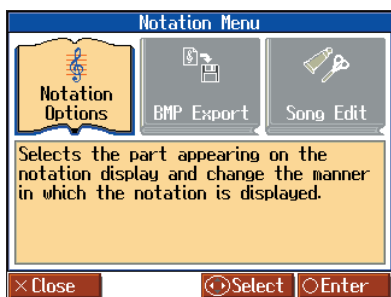 Notation Menu
Notation
Options
BMP Export
Song Edit
Selects the part appearing on the
notation display and change the manner
in which the notation is displayed.
×Close
Select
○Enter